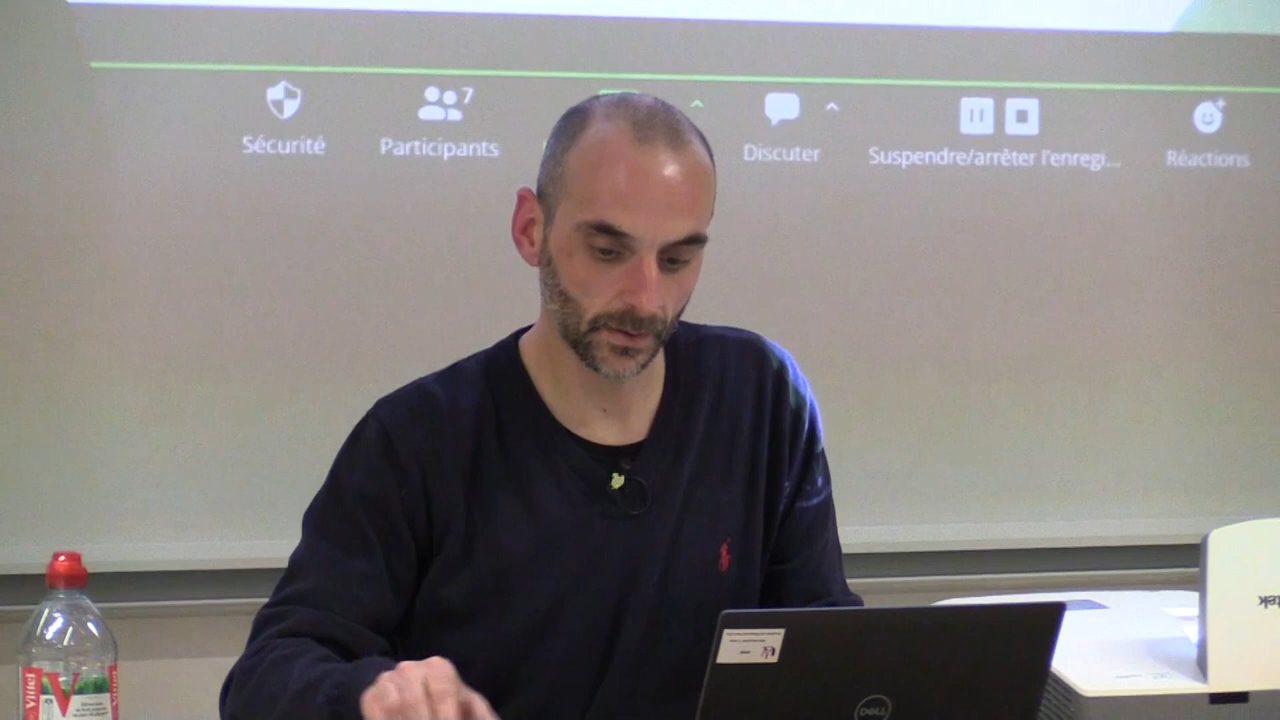 7
Sécurité
Participants
Discuter
Suspendre/arrêter l'enregi...
Réactions
Vittel
V
DELL